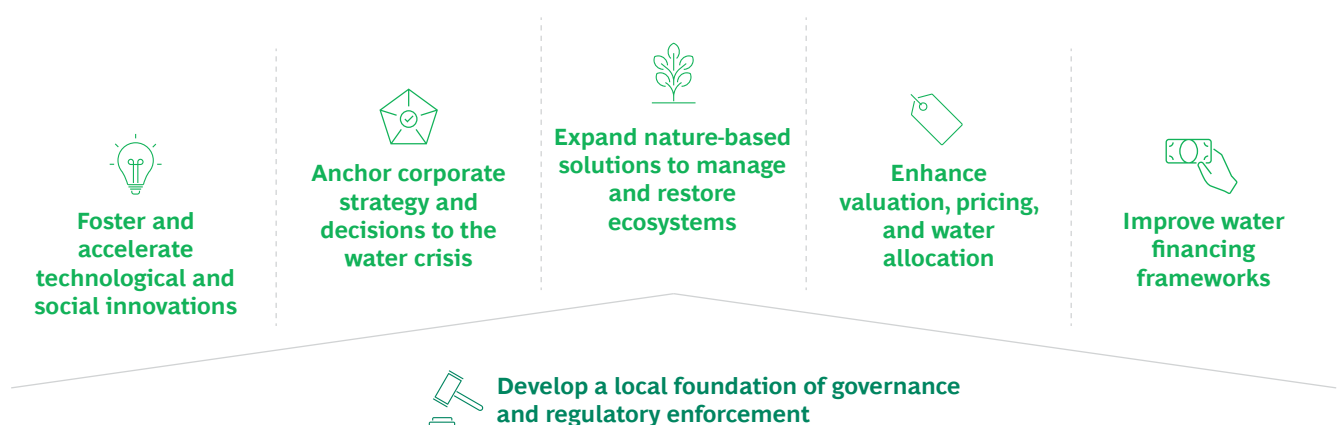 Foster and
accelerate
technological and
social innovations
Anchor corporate
strategy and
decisions to the
water crisis
Expand nature-based
solutions to manage
and restore
ecosystems
Enhance
valuation, pricing,
and water
allocation
Improve water
financing
frameworks
Develop a local foundation of governance
and regulatory enforcement